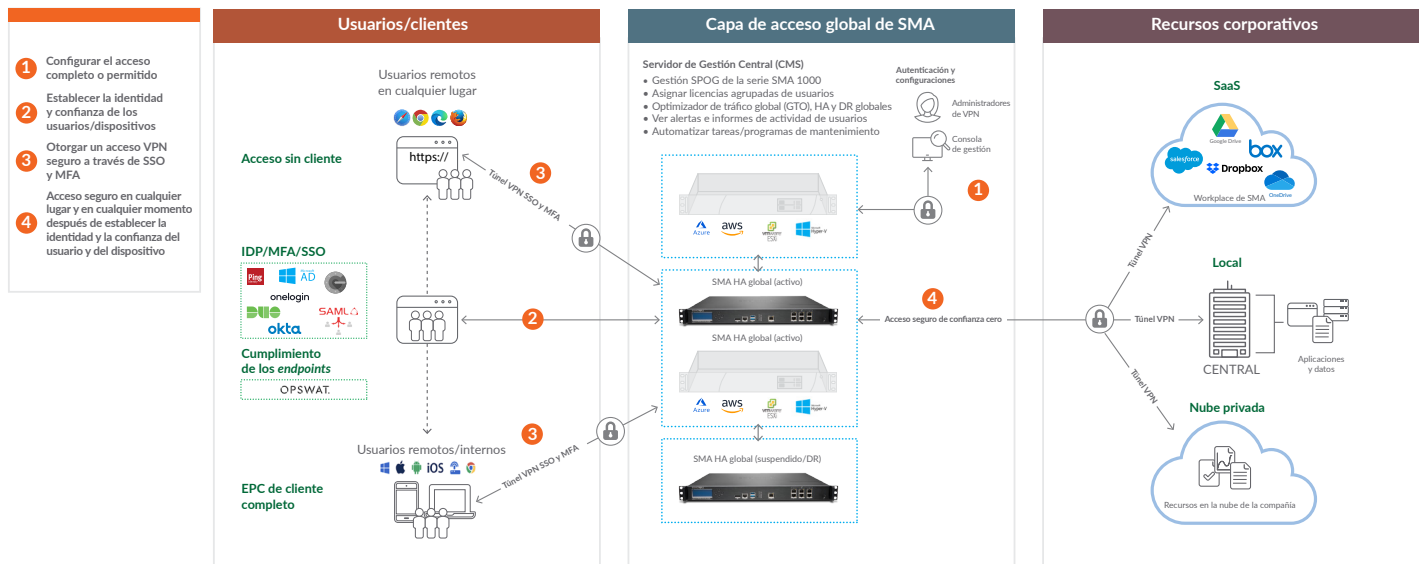 1 Configurar el acceso
completo o permitido
2 Establecer la identidad
y confianza de los
usuarios/dispositivos
3 Otorgar un acceso VPN
seguro a través de SSO
y MFA
4 Acceso seguro en cualquier
lugar y en cualquier momento
después de establecer la
identidad y la confianza del
usuario y del dispositivo
Usuarios/clientes
Usuarios remotos
en cualquier lugar
Acceso sin cliente
https://
3
Túnel VPN SSO y MFA
IDP/MFA/SSO
Ping
Microsoft
AD
onelogin
DUO
SAML
okta
2
Cumplimiento
de los endpoints
OPSWAT.
Usuarios remotos/internos
iOS
3
Túnel VPN SSO y MFA
EPC de cliente
completo
Capa de acceso global de SMA
Servidor de Gestión Central (CMS)
• Gestión SPOG de la serie SMA 1000
• Asignar licencias agrupadas de usuarios
• Optimizador de tráfico global (GTO), HA y DR globales
• Ver alertas e informes de actividad de usuarios
• Automatizar tareas/programas de mantenimiento
Autenticación y
configuraciones
Administradores
de VPN
Consola
de gestión
1
Azure
aws
vmware
ESXi
Microsoft
Hyper-V
SMA HA global (activo)
SMA HA global (activo)
Azure
aws
vmware
ESXi
Microsoft
Hyper-V
SMA HA global (suspendido/DR)
4
Acceso seguro de confianza cero
Recursos corporativos
SaaS
Google Drive
salesforce
box
Dropbox
OneDrive
Workplace de SMA
Túnel VPN
Local
Túnel VPN
CENTRAL
Aplicaciones
y datos
Túnel VPN
Nube privada
Recursos en la nube de la compañía